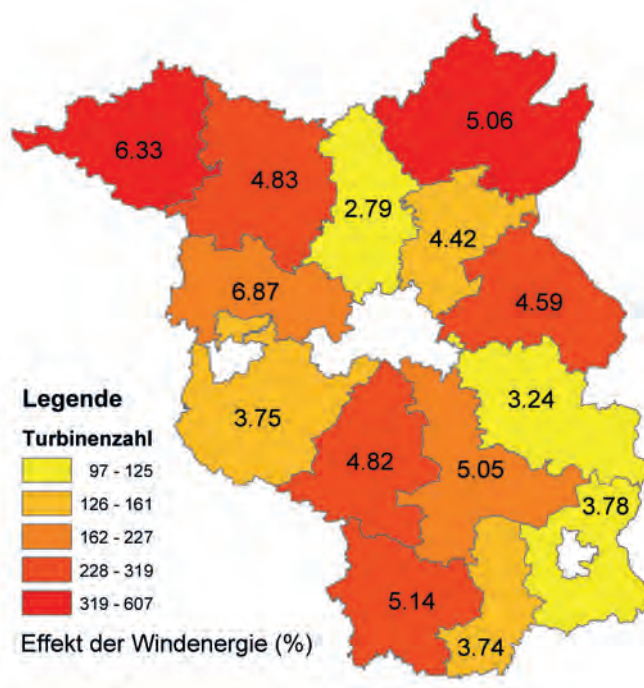 5.06
6.33
4.83
2.79
4.42
6.87
4.59
3.24
3.75
4.82
5.05
3.78
5.14
3.74
Legende
Turbinenzahl
97 - 125
126 - 161
162 - 227
228 - 319
319 - 607
Effekt der Windenergie (%)